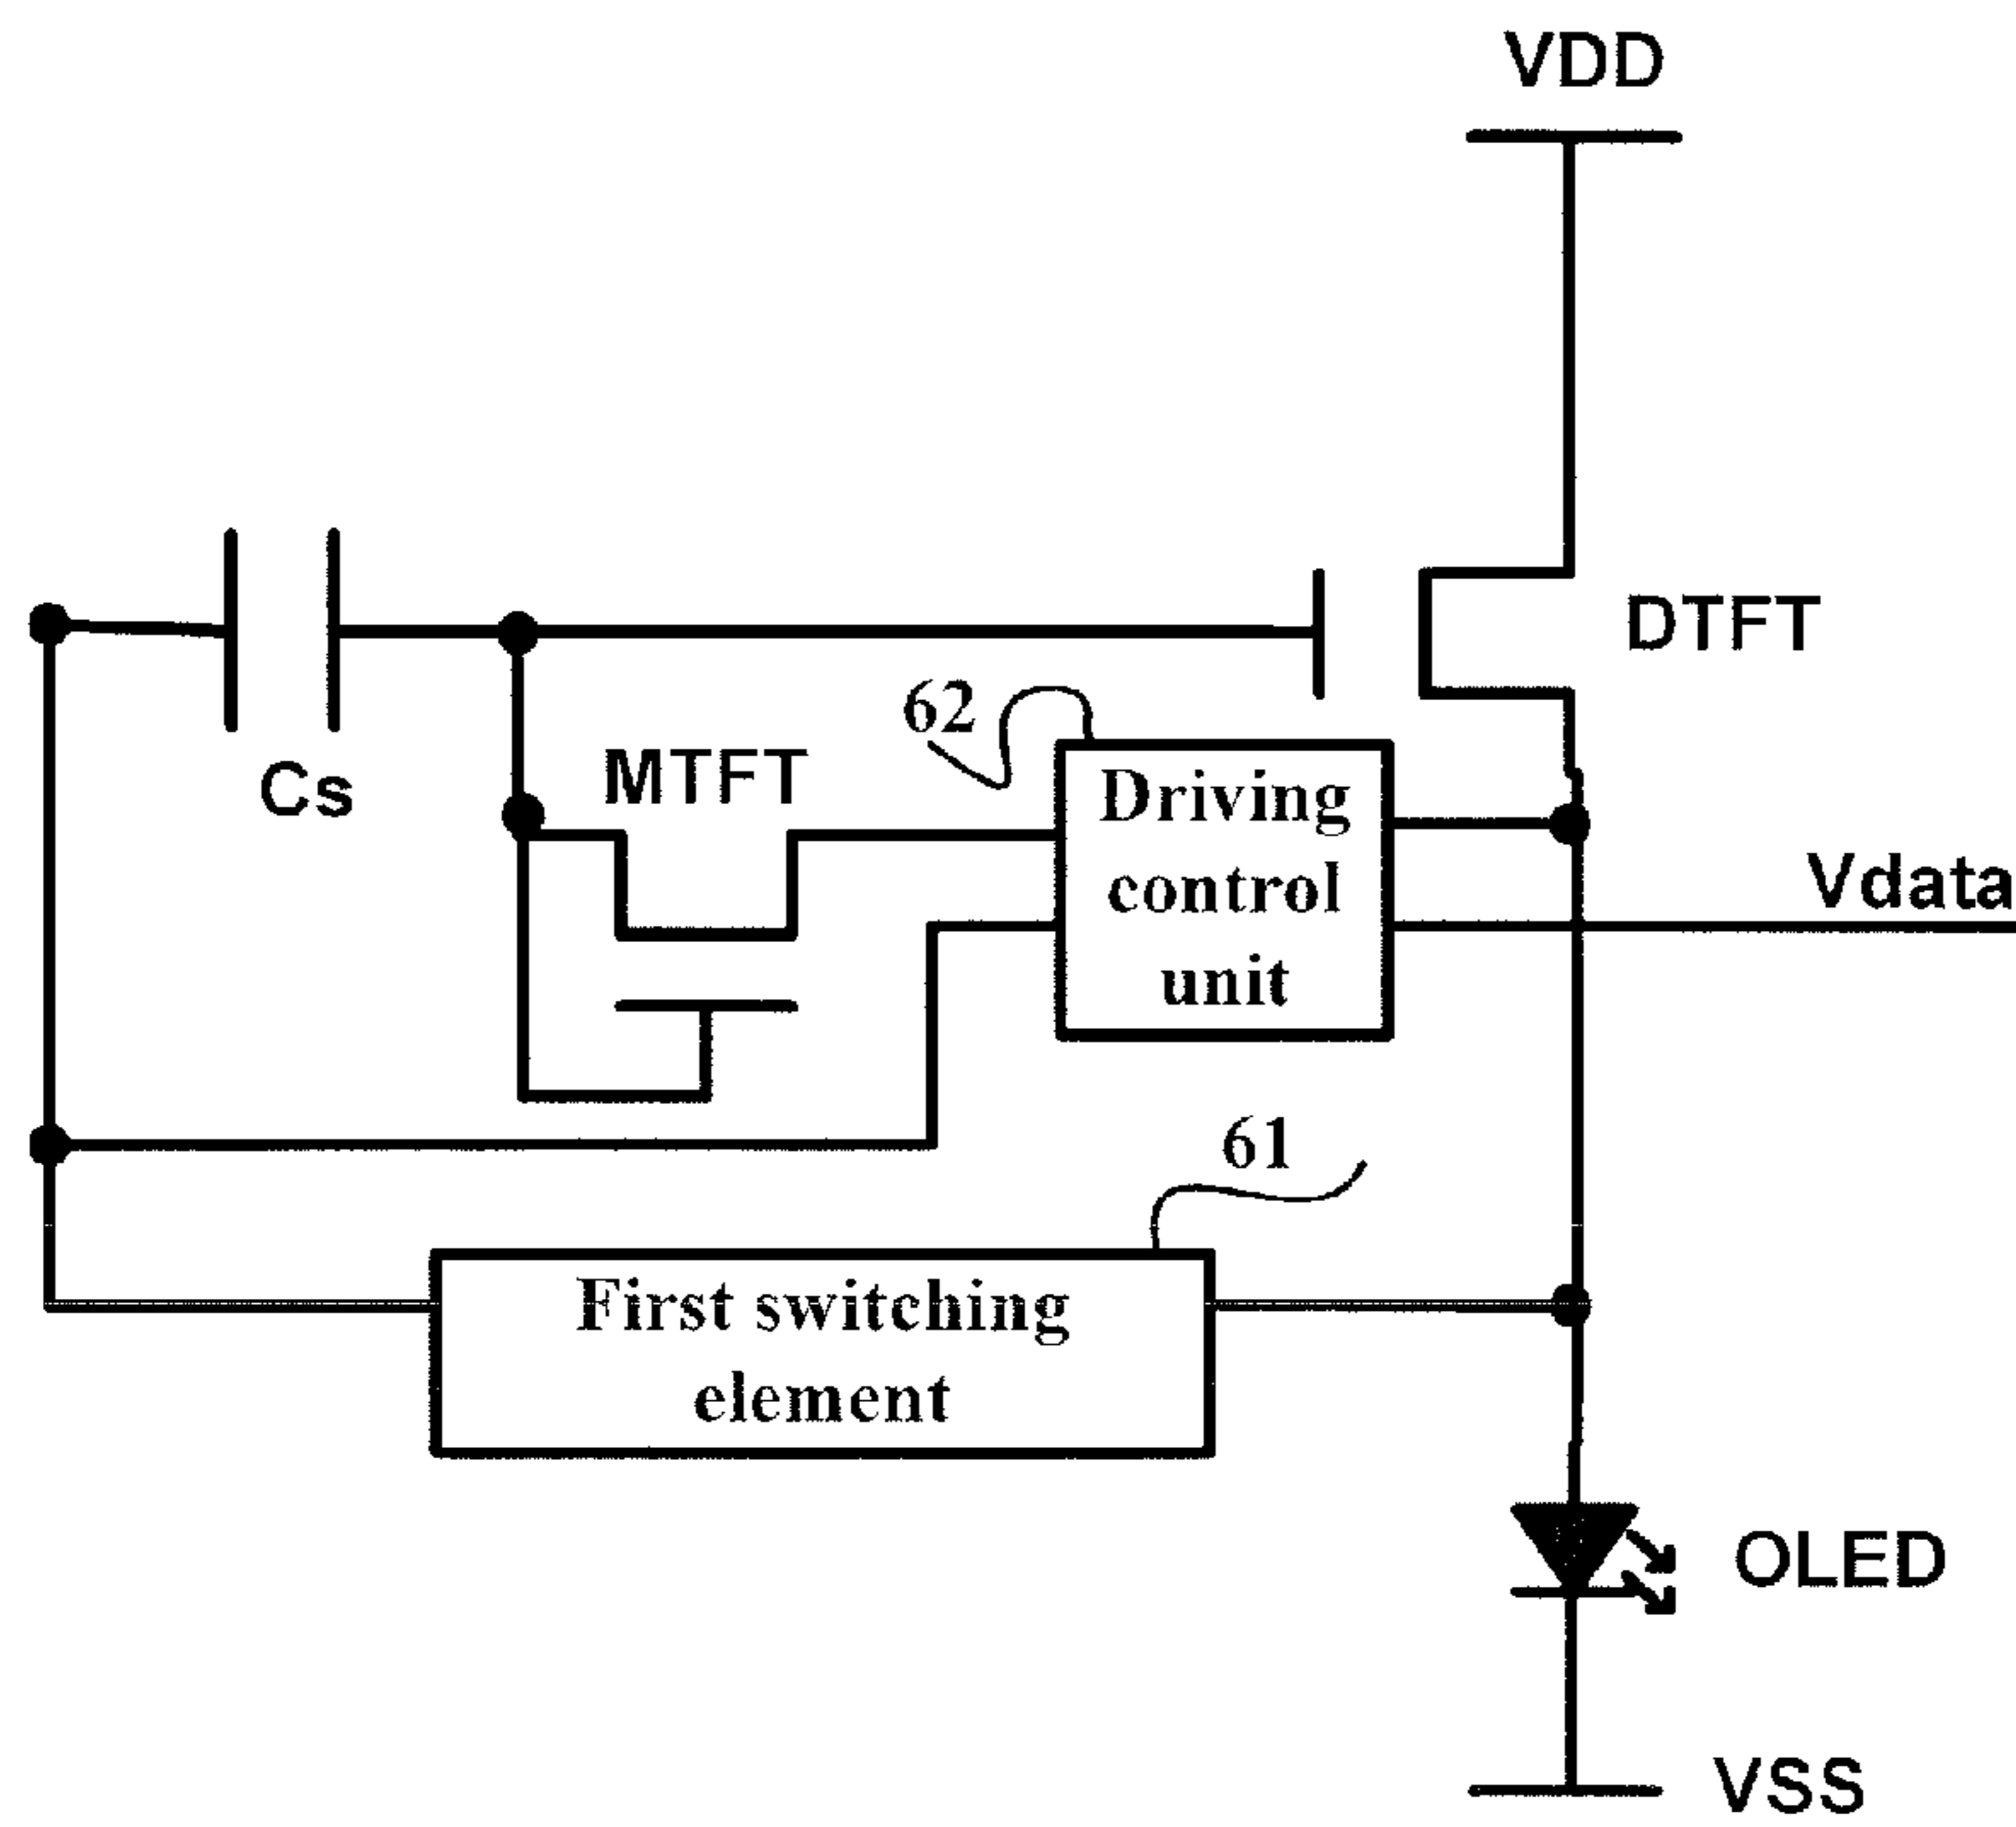 VDD
DTFT
62
Cs
MTFT
Driving
control
unit
Vdata
61
First switching
element
OLED
VSS